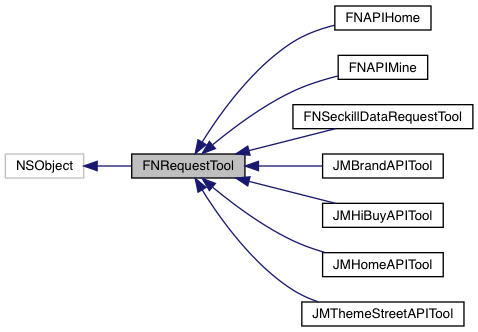 FNAPIHome
FNAPIMine
FNSeckillDataRequestTool
NSObject
FNRequestTool
JMBrandAPITool
JMHiBuyAPITool
JMHomeAPITool
JMThemeStreetAPITool